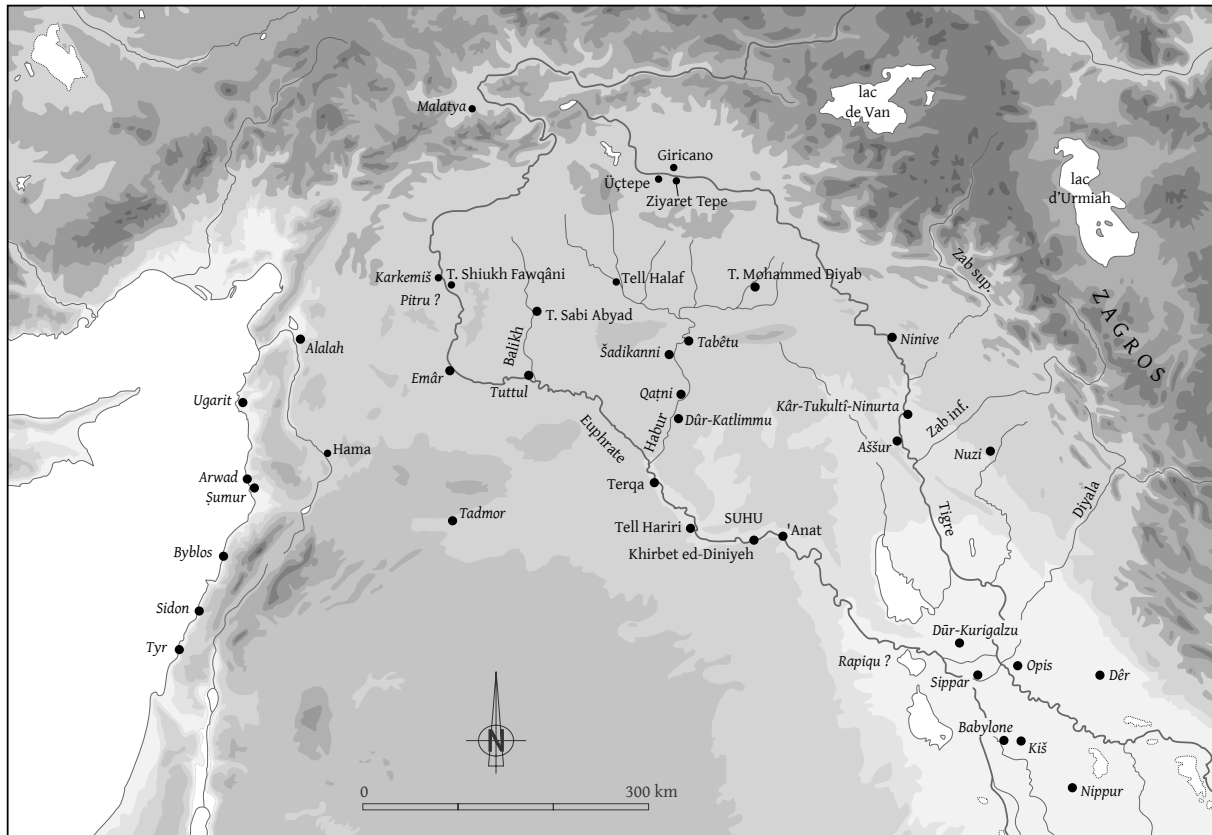 lac
de Van
Malatya
Giricano
Üçtepe
Ziyaret Tepe
lac
d'Urmiah
Zab sup.
ZAGROS
Karkemiš
T. Shiukh Fawqâni
Pitru ?
Tell Halaf
T. Mohammed Diyab
T. Sabi Abyad
Balikh
Alalah
Šadikanni
Tabêtu
Ninive
Emâr
Tuttul
Ugarit
Qaṭni
Dûr-Katlimmu
Habur
Euphrate
Kâr-Tukultî-Ninurta
Zab inf.
Aššur
Nuzi
Hama
Arwad
Ṣumur
Terqa
Diyala
Tadmor
Tell Hariri
SUHU
'Anat
Khirbet ed-Diniyeh
Tigre
Byblos
Sidon
Tyr
Dūr-Kurigalzu
Rapiqu ?
Opis
Sippar
Dêr
Babylone
Kiš
Nippur
N
0 300 km